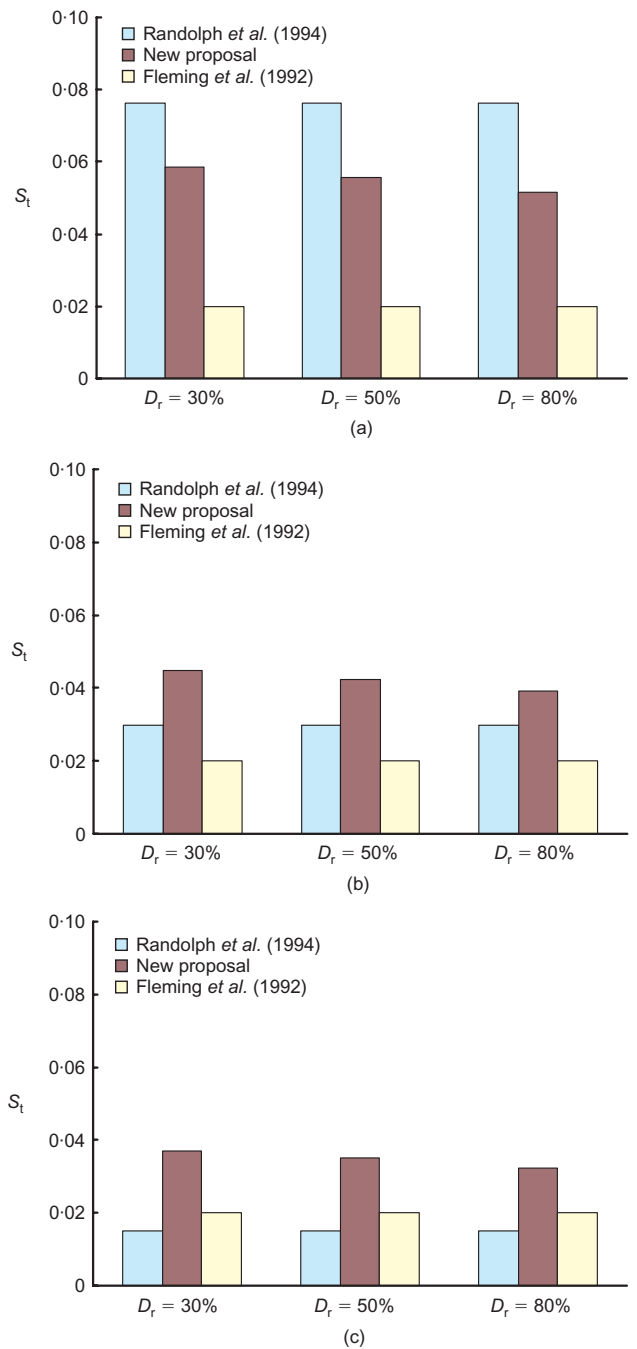 0·10
Randolph et al. (1994)
New proposal
Fleming et al. (1992)
0·08
0·06
St
0·04
0·02
0
Dr = 30%
Dr = 50%
Dr = 80%
(a)
0·10
Randolph et al. (1994)
New proposal
Fleming et al. (1992)
0·08
0·06
St
0·04
0·02
0
Dr = 30%
Dr = 50%
Dr = 80%
(b)
0·10
Randolph et al. (1994)
New proposal
Fleming et al. (1992)
0·08
0·06
St
0·04
0·02
0
Dr = 30%
Dr = 50%
Dr = 80%
(c)